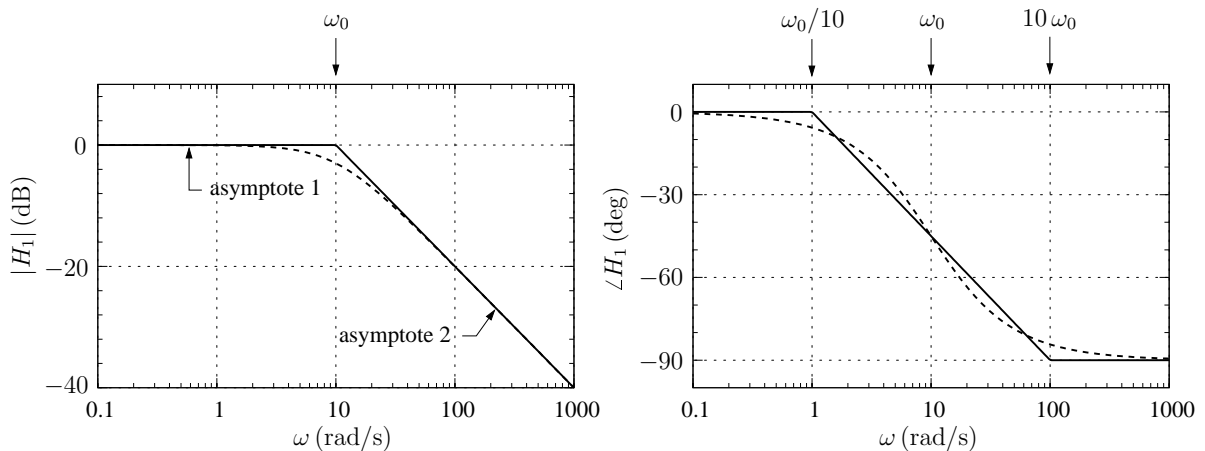 ω₀
0
−20
−40
|H₁| (dB)
asymptote 1
asymptote 2
0.1 1 10 100 1000
ω (rad/s)
ω₀/10 ω₀ 10 ω₀
0
−30
−60
−90
∠H₁ (deg)
0.1 1 10 100 1000
ω (rad/s)